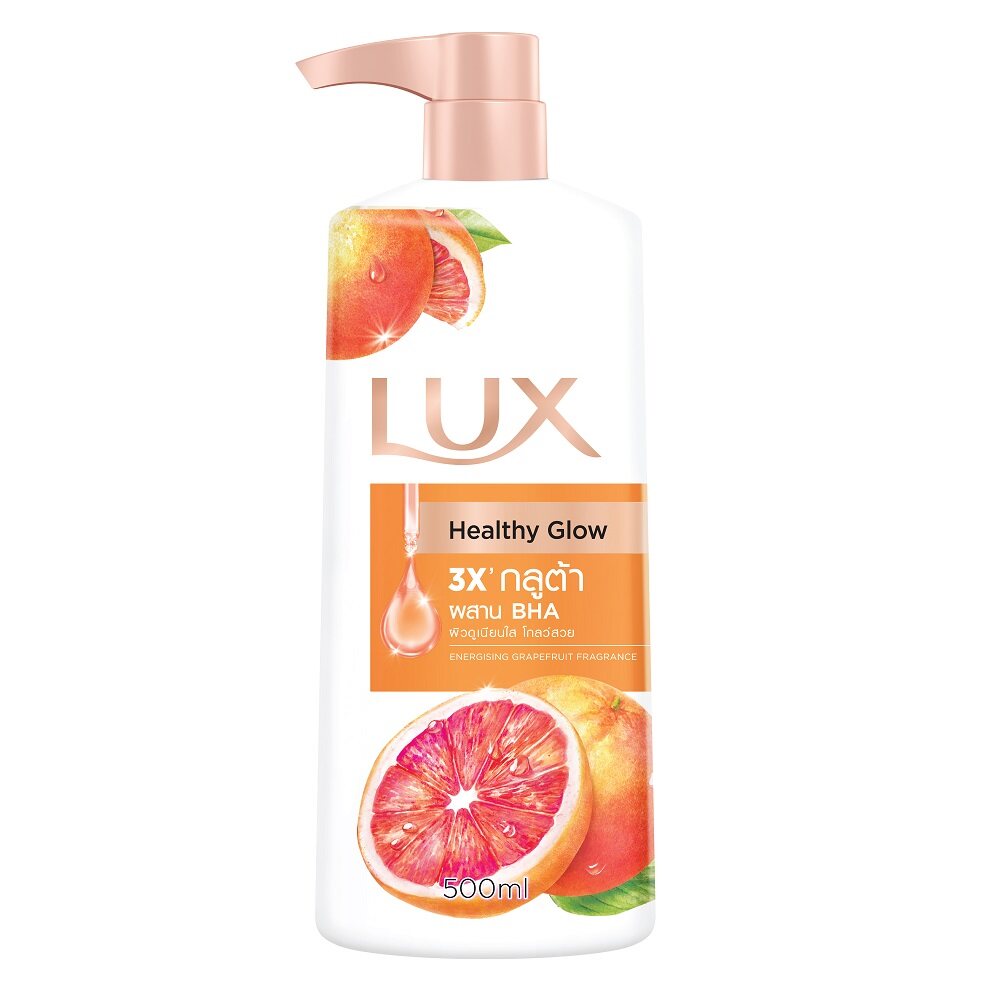 LUX
Healthy Glow
3X' กลูต้า
ผสาน BHA
ผิวดูเนียนใส โกลว์สวย
ENERGISING GRAPEFRUIT FRAGRANCE
500ml